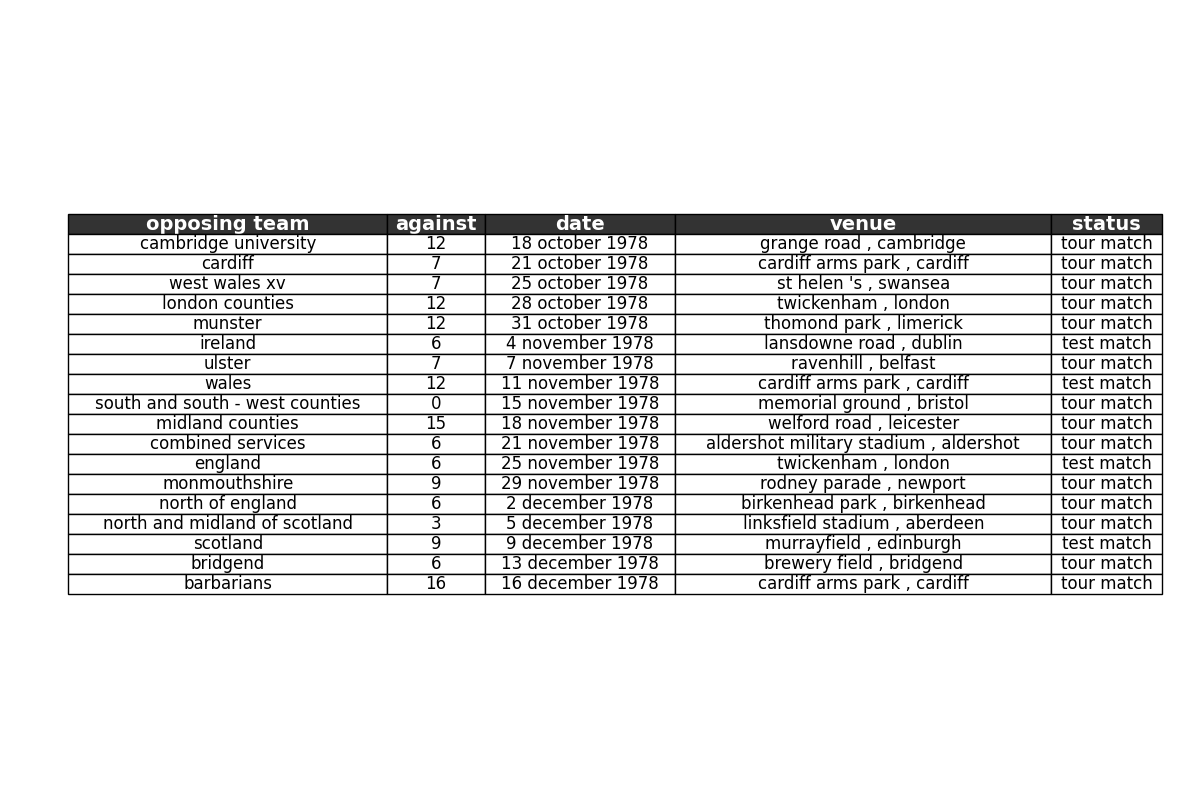 opposing team against date venue status
cambridge university 12 18 october 1978 grange road , cambridge tour match
cardiff 7 21 october 1978 cardiff arms park , cardiff tour match
west wales xv 7 25 october 1978 st helen 's , swansea tour match
london counties 12 28 october 1978 twickenham , london tour match
munster 12 31 october 1978 thomond park , limerick tour match
ireland 6 4 november 1978 lansdowne road , dublin test match
ulster 7 7 november 1978 ravenhill , belfast tour match
wales 12 11 november 1978 cardiff arms park , cardiff test match
south and south - west counties 0 15 november 1978 memorial ground , bristol tour match
midland counties 15 18 november 1978 welford road , leicester tour match
combined services 6 21 november 1978 aldershot military stadium , aldershot tour match
england 6 25 november 1978 twickenham , london test match
monmouthshire 9 29 november 1978 rodney parade , newport tour match
north of england 6 2 december 1978 birkenhead park , birkenhead tour match
north and midland of scotland 3 5 december 1978 linksfield stadium , aberdeen tour match
scotland 9 9 december 1978 murrayfield , edinburgh test match
bridgend 6 13 december 1978 brewery field , bridgend tour match
barbarians 16 16 december 1978 cardiff arms park , cardiff tour match